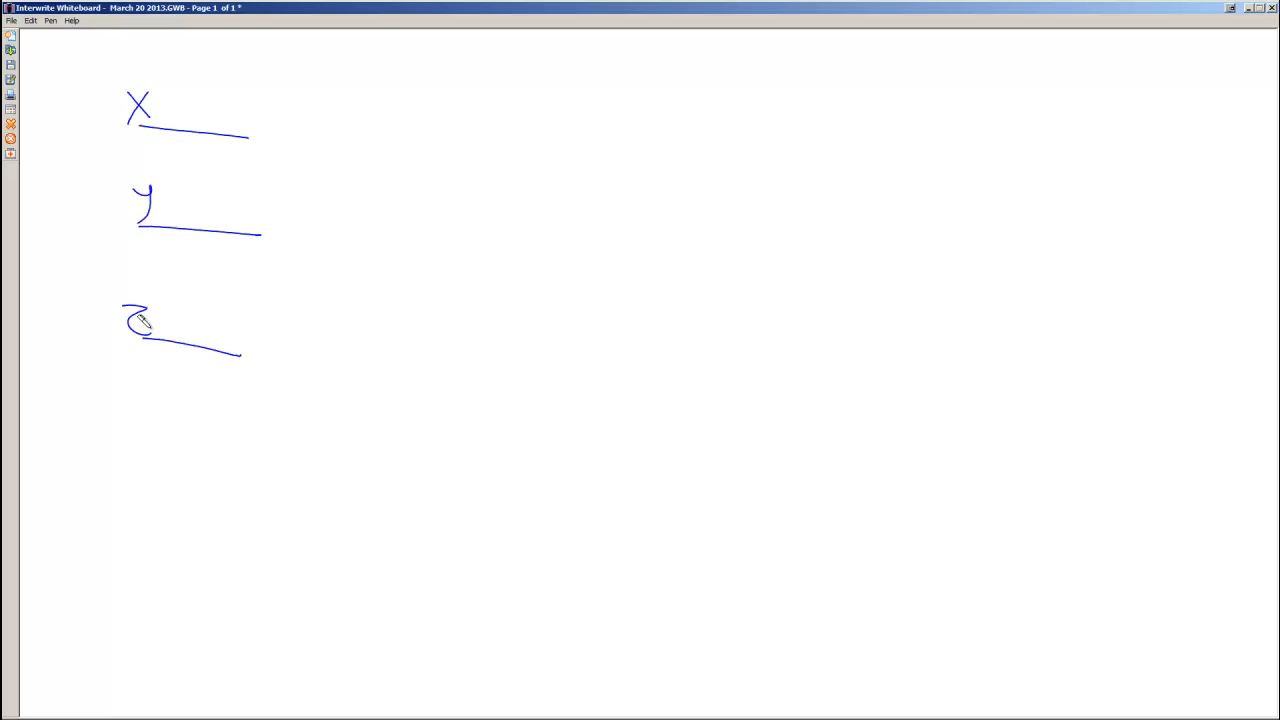 Interwrite Whiteboard - March 20 2013.GWB - Page 1 of 1 *
File Edit Pen Help
X
y
z